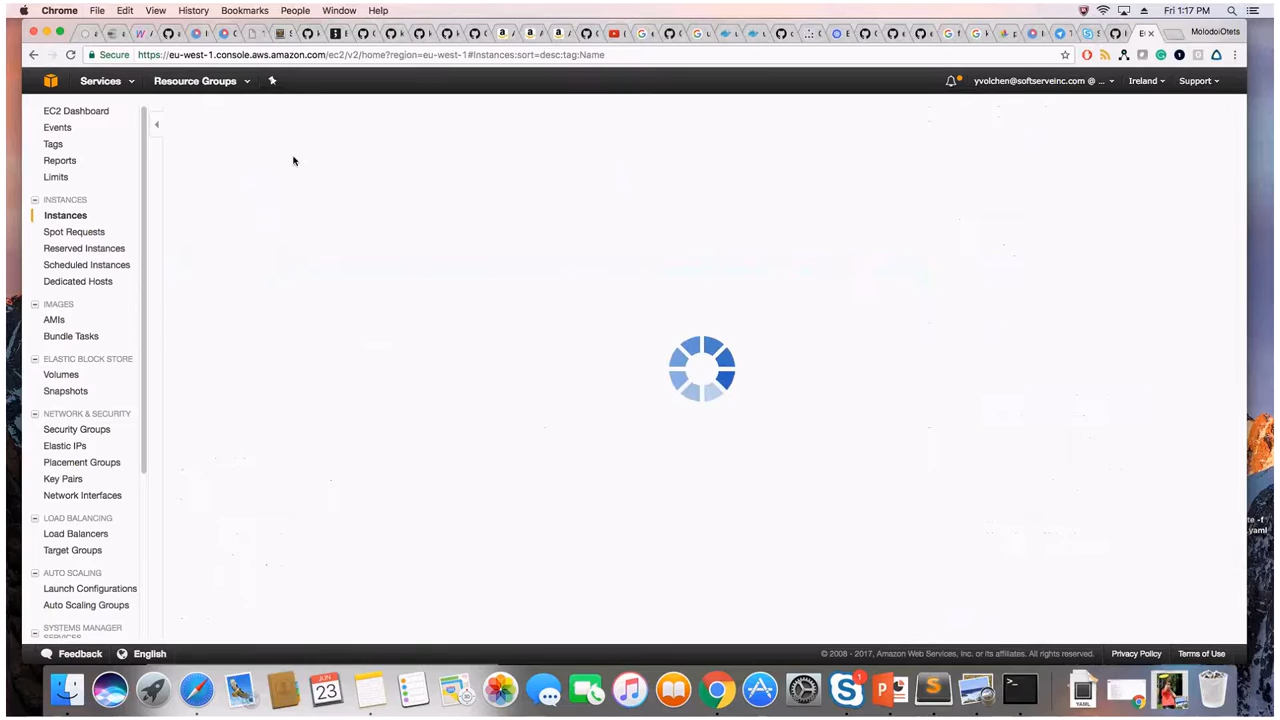 Chrome File Edit View History Bookmarks People Window Help
Fri 1:17 PM
MolodoiOtets
Secure https://eu-west-1.console.aws.amazon.com/ec2/v2/home?region=eu-west-1#Instances:sort=desc:tag:Name
Services Resource Groups
yvolchen@softserveinc.com @ ... Ireland Support
EC2 Dashboard
Events
Tags
Reports
Limits
INSTANCES
Instances
Spot Requests
Reserved Instances
Scheduled Instances
Dedicated Hosts
IMAGES
AMIs
Bundle Tasks
ELASTIC BLOCK STORE
Volumes
Snapshots
NETWORK & SECURITY
Security Groups
Elastic IPs
Placement Groups
Key Pairs
Network Interfaces
LOAD BALANCING
Load Balancers
Target Groups
AUTO SCALING
Launch Configurations
Auto Scaling Groups
SYSTEMS MANAGER
SERVICES
te -f
.yaml
Feedback English
© 2008 - 2017, Amazon Web Services, Inc. or its affiliates. All rights reserved. Privacy Policy Terms of Use
JUN
23
1
YAML